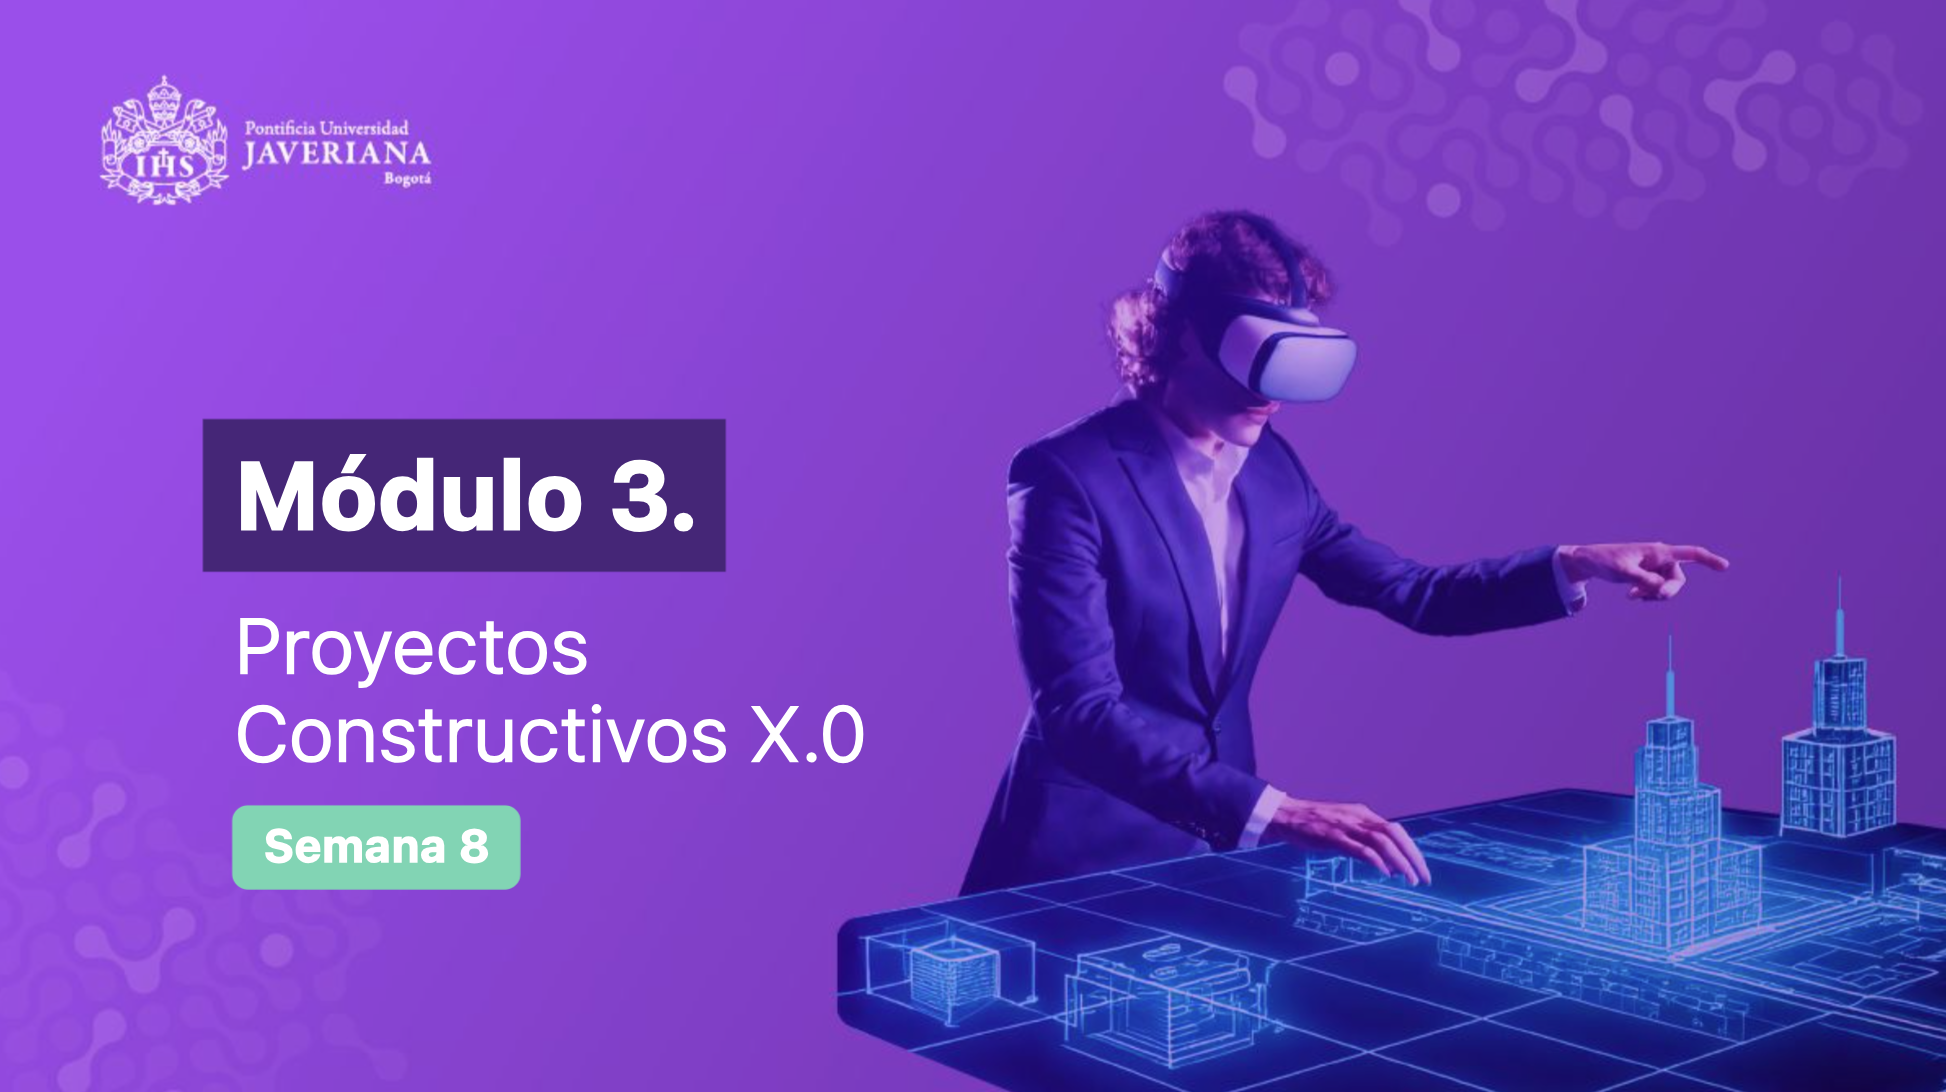 Pontificia Universidad
JAVERIANA
Bogotá
IHS
Módulo 3.
Proyectos
Constructivos X.0
Semana 8